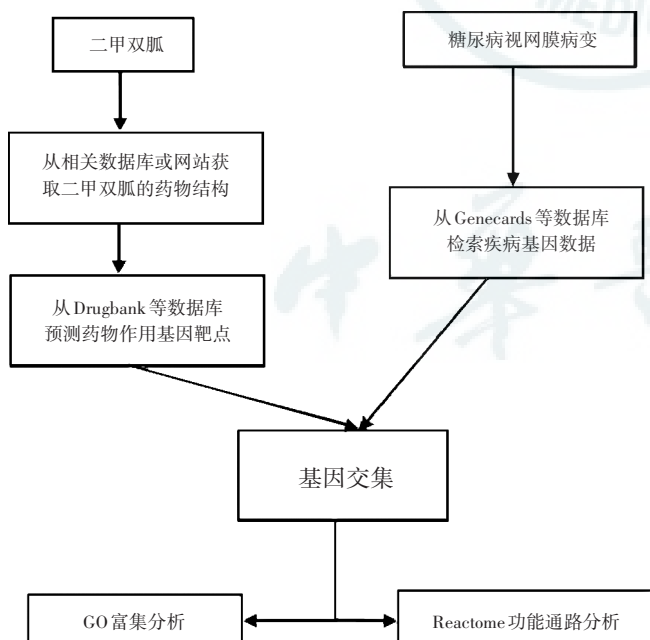 二甲双胍
糖尿病视网膜病变
从相关数据库或网站获
取二甲双胍的药物结构
从Genecards等数据库
检索疾病基因数据
从Drugbank等数据库
预测药物作用基因靶点
基因交集
GO富集分析
Reactome功能通路分析
中华
MEDIC